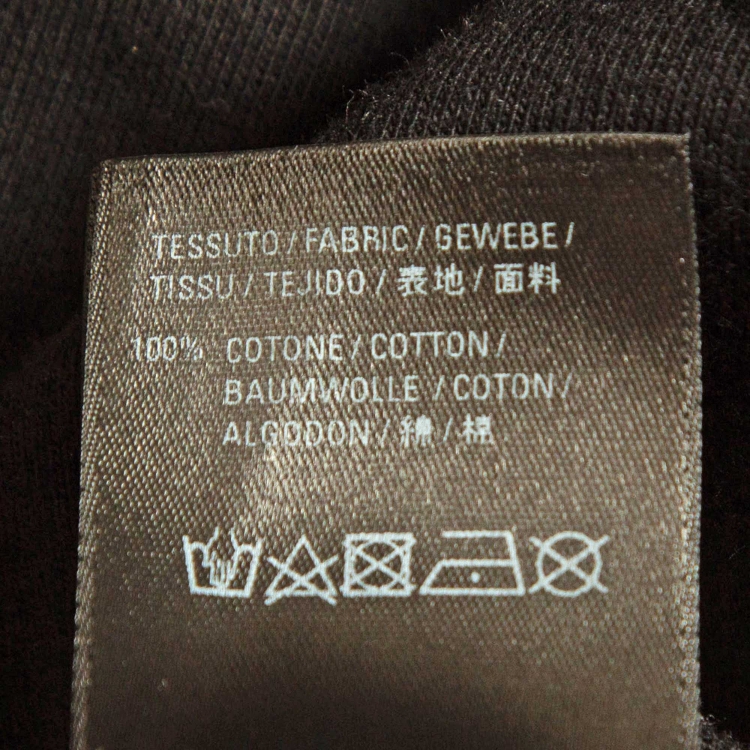 TESSUTO / FABRIC / GEWEBE /
TISSU / TEJIDO / 表地 / 面料
100% COTONE / COTTON /
BAUMWOLLE / COTON /
ALGODON / 綿 / 棉